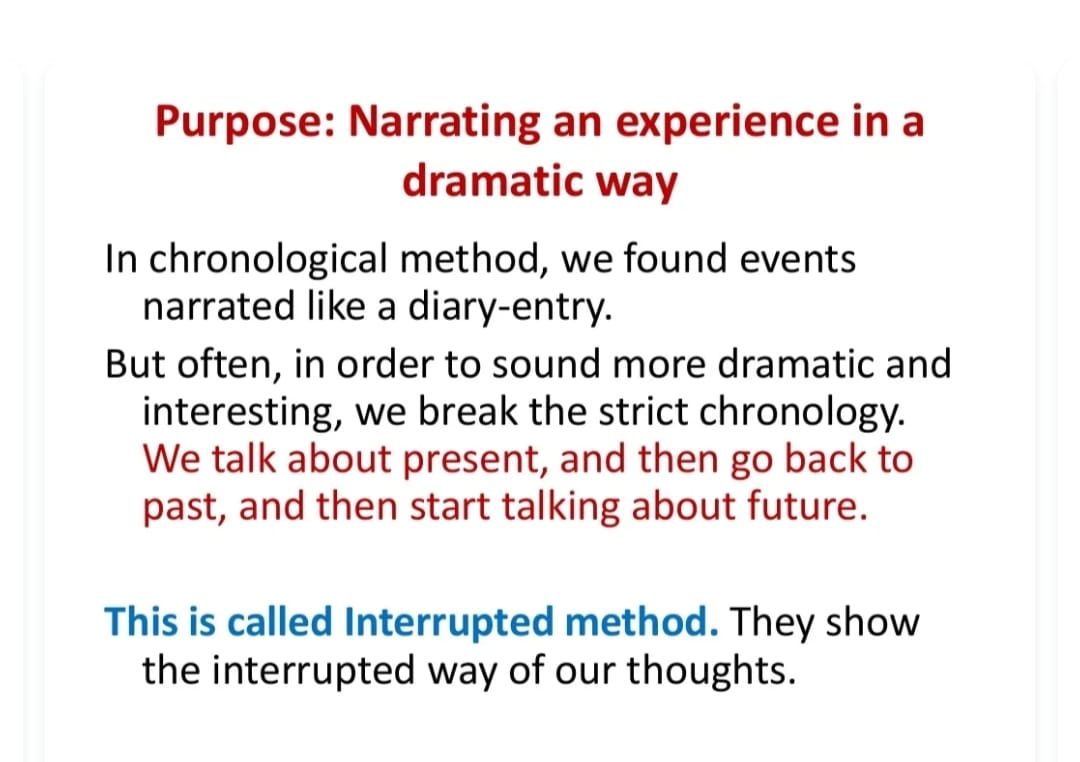 Purpose: Narrating an experience in a
dramatic way
In chronological method, we found events
narrated like a diary-entry.
But often, in order to sound more dramatic and
interesting, we break the strict chronology.
We talk about present, and then go back to
past, and then start talking about future.
This is called Interrupted method. They show
the interrupted way of our thoughts.